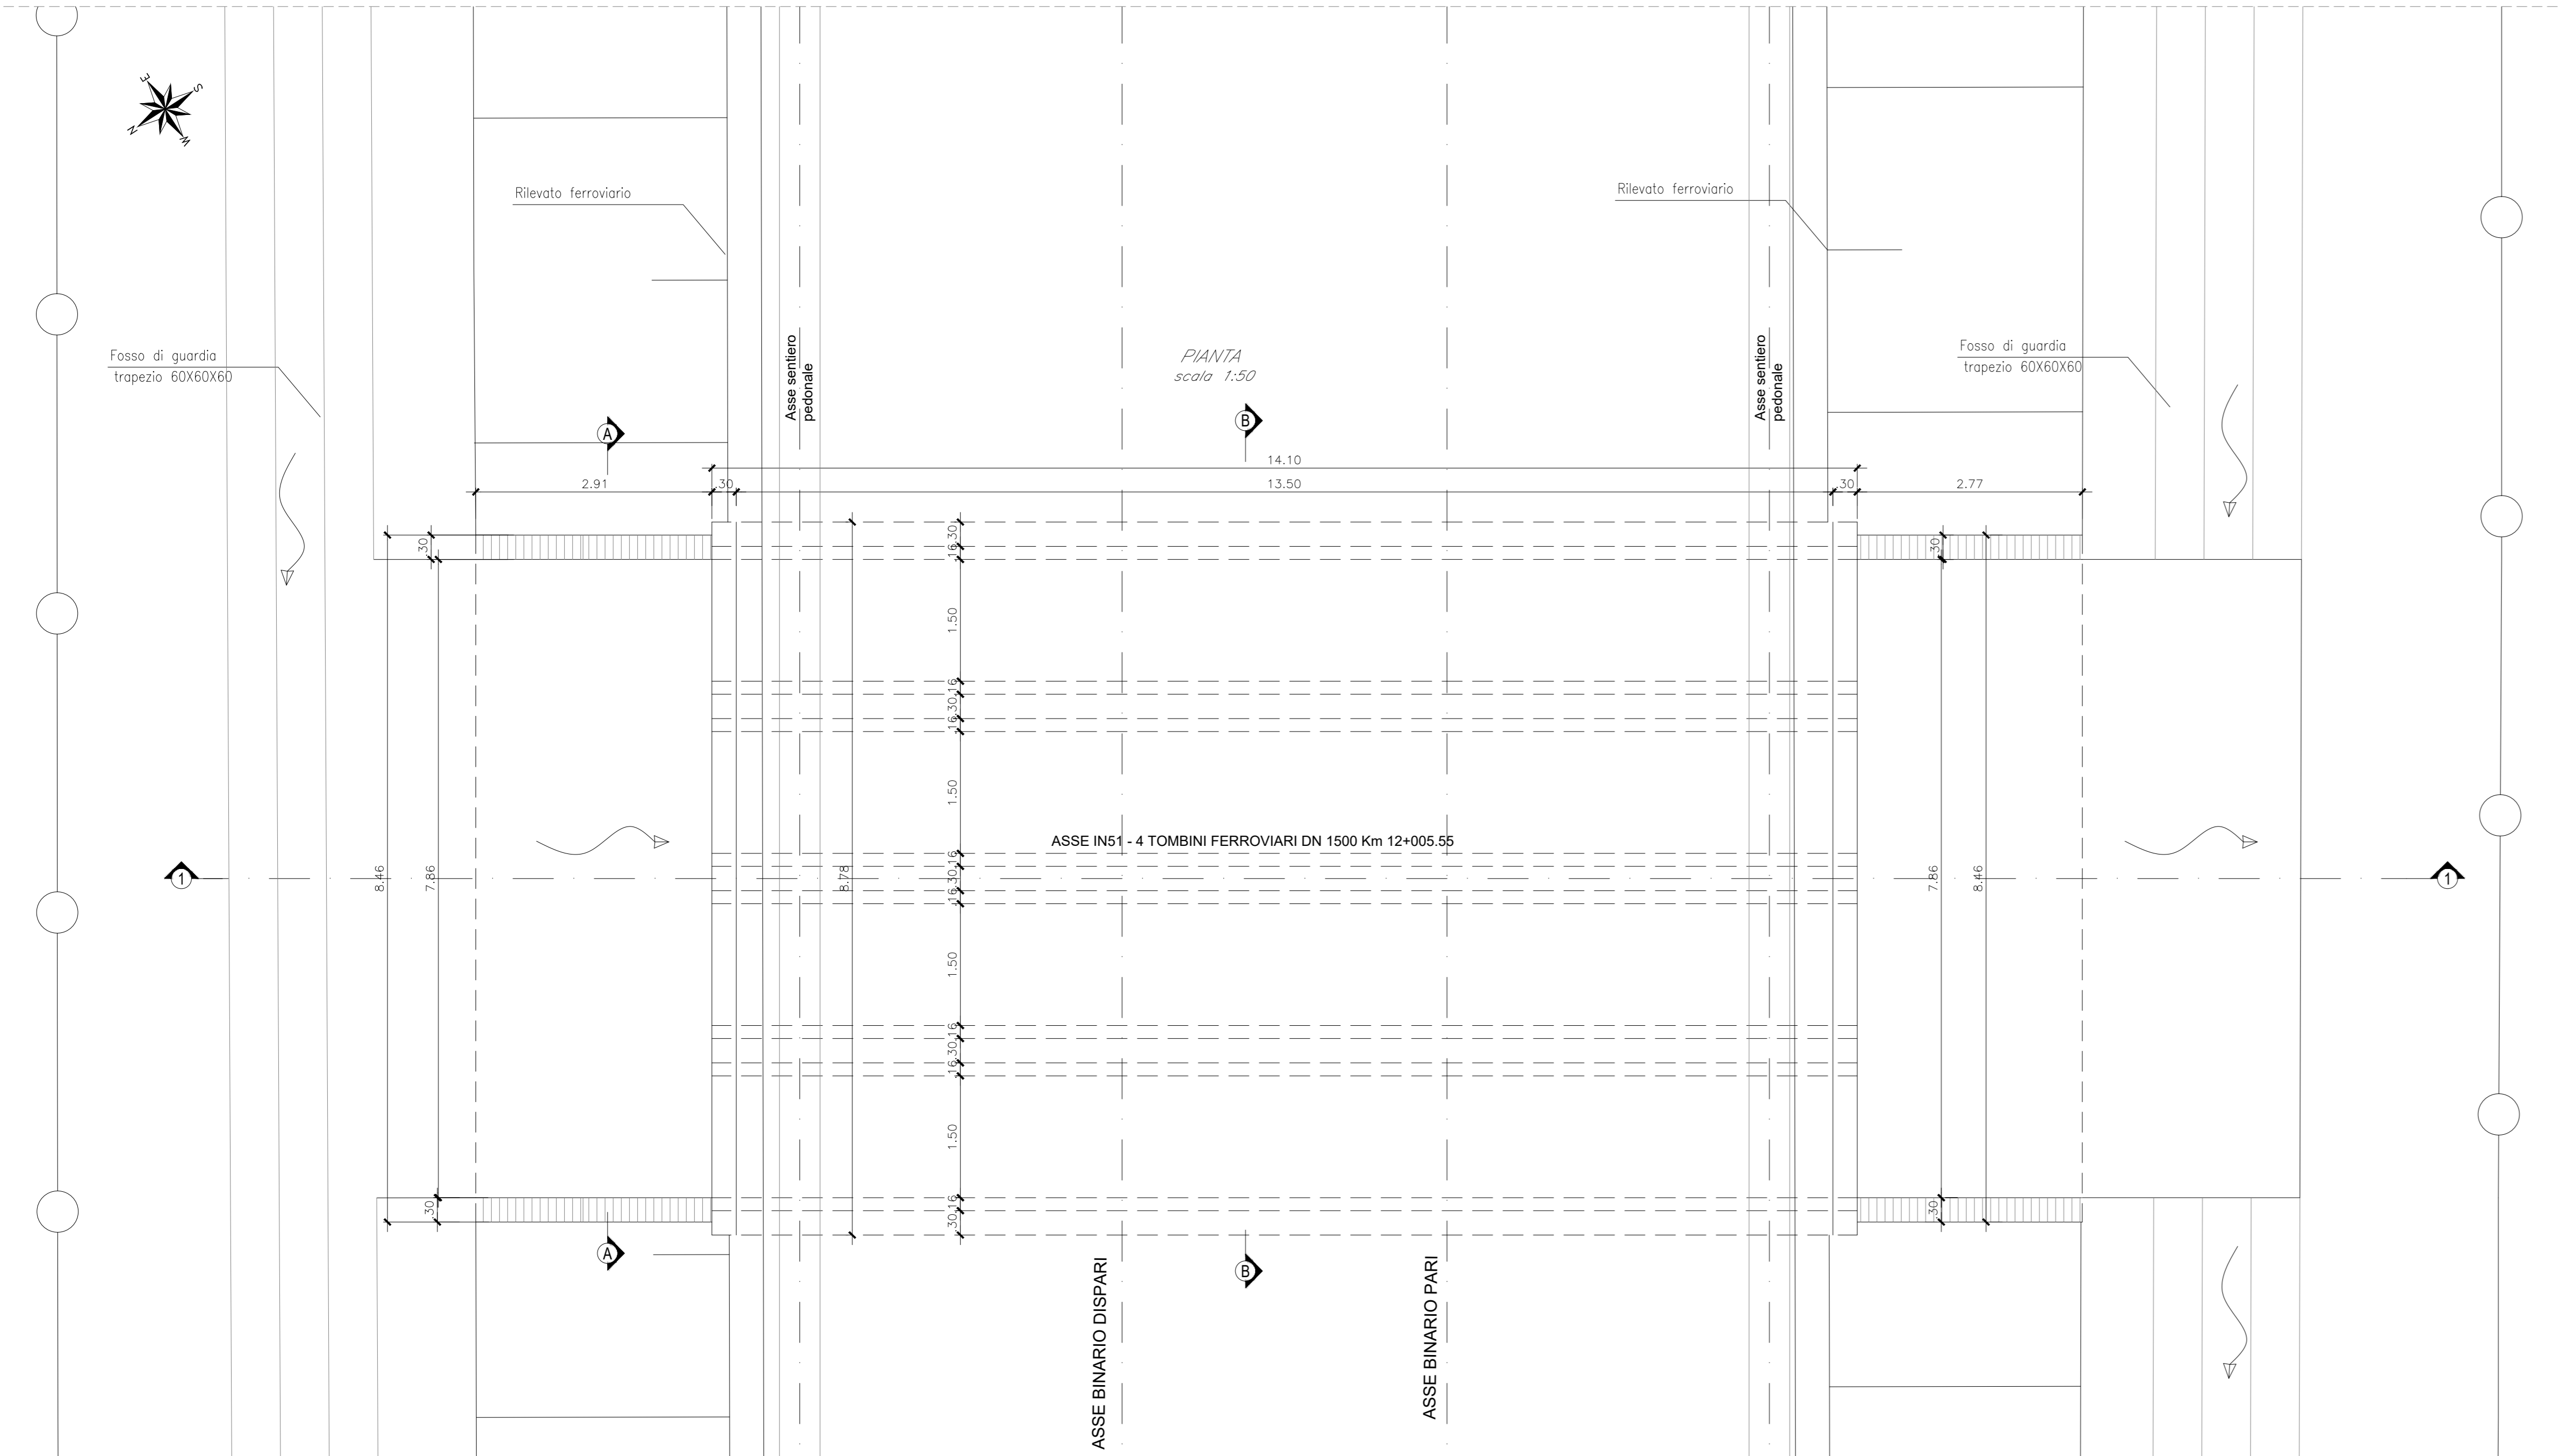 E
S
N
W
Rilevato ferroviario
Rilevato ferroviario
Fosso di guardia
trapezio 60X60X60
Asse sentiero
pedonale
PIANTA
scala 1:50
Asse sentiero
pedonale
Fosso di guardia
trapezio 60X60X60
A
B
14.10
2.91
.30
13.50
.30
2.77
.30
.30
.16
.30
1.50
.16
.30
.16
1.50
ASSE IN51 - 4 TOMBINI FERROVIARI DN 1500 Km 12+005.55
1
8.46
7.86
8.78
.16
.30
.16
7.86
8.46
1
1.50
.16
.30
.16
1.50
.30
.16
.30
.30
A
B
ASSE BINARIO DISPARI
ASSE BINARIO PARI